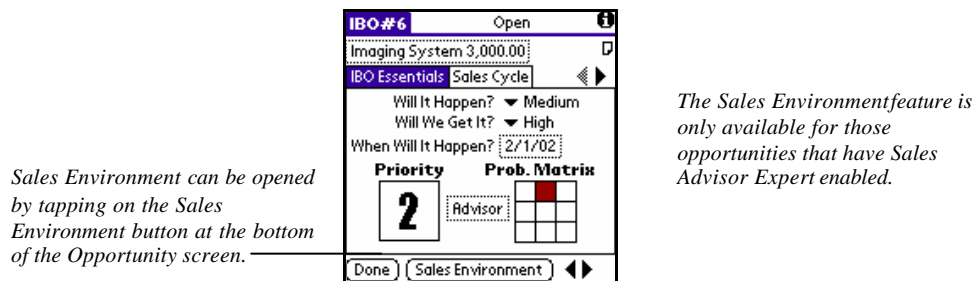 IBO#6 Open
Imaging System 3,000.00
IBO Essentials Sales Cycle
Will It Happen? Medium
Will We Get It? High
When Will It Happen? 2/1/02
Priority Prob. Matrix
2 Advisor
Done Sales Environment
Sales Environment can be opened
by tapping on the Sales
Environment button at the bottom
of the Opportunity screen.
The Sales Environmentfeature is
only available for those
opportunities that have Sales
Advisor Expert enabled.